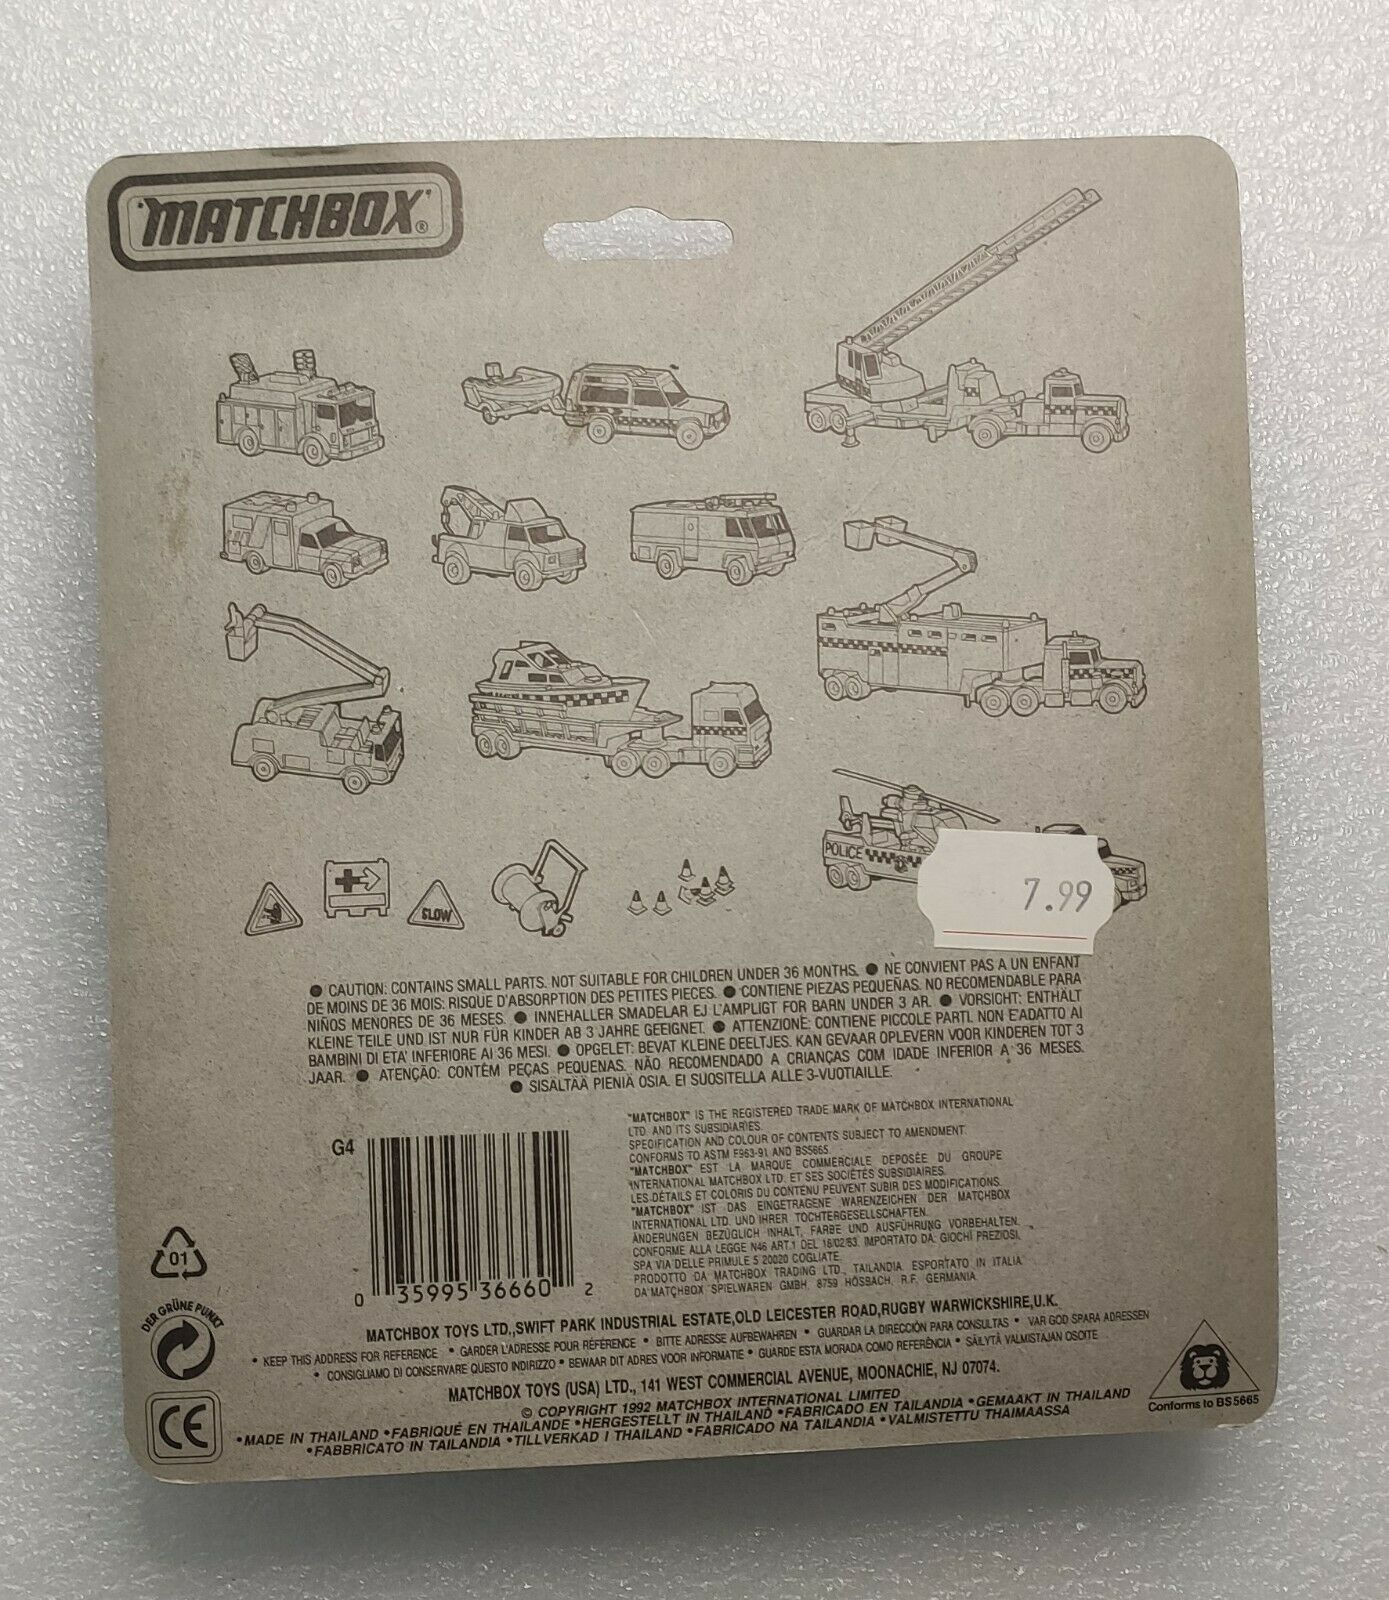 MATCHBOX®
POLICE
7.99
SLOW
● CAUTION: CONTAINS SMALL PARTS. NOT SUITABLE FOR CHILDREN UNDER 36 MONTHS. ● NE CONVIENT PAS A UN ENFANT
DE MOINS DE 36 MOIS: RISQUE D'ABSORPTION DES PETITES PIECES. ● CONTIENE PIEZAS PEQUEÑAS. NO RECOMENDABLE PARA
NIÑOS MENORES DE 36 MESES. ● INNEHALLER SMADELAR EJ LAMPLIGT FOR BARN UNDER 3 AR. ● VORSICHT: ENTHÄLT
KLEINE TEILE UND IST NUR FÜR KINDER AB 3 JAHRE GEEIGNET. ● ATTENZIONE: CONTIENE PICCOLE PARTI. NON E'ADATTO AI
BAMBINI DI ETA' INFERIORE AI 36 MESI. ● OPGELET: BEVAT KLEINE DEELTJES. KAN GEVAAR OPLEVERN VOOR KINDEREN TOT 3
JAAR. ● ATENÇÃO: CONTÉM PEÇAS PEQUENAS. NÃO RECOMENDADO A CRIANÇAS COM IDADE INFERIOR A 36 MESES.
● SISÄLTÄÄ PIENIÄ OSIA. EI SUOSITELLA ALLE 3-VUOTIAILLE.
"MATCHBOX" IS THE REGISTERED TRADE MARK OF MATCHBOX INTERNATIONAL
LTD. AND ITS SUBSIDIARIES.
SPECIFICATION AND COLOUR OF CONTENTS SUBJECT TO AMENDMENT.
CONFORMS TO ASTM F963-91 AND BS5665.
"MATCHBOX" EST LA MARQUE COMMERCIALE DEPOSÉE DU GROUPE
INTERNATIONAL MATCHBOX LTD. ET SES SOCIÉTÉS SUBSIDIAIRES.
LES DÉTAILS ET COLORIS DU CONTENU PEUVENT SUBIR DES MODIFICATIONS.
"MATCHBOX" IST DAS EINGETRAGENE WARENZEICHEN DER MATCHBOX
INTERNATIONAL LTD. UND IHRER TOCHTERGESELLSCHAFTEN.
ÄNDERUNGEN BEZÜGLICH INHALT, FARBE UND AUSFÜHRUNG VORBEHALTEN.
CONFORME ALLA LEGGE N46 ART.1 DEL 18/02/83. IMPORTATO DA: GIOCHI PREZIOSI,
SPA VIA DELLE PRIMULE 5 20020 COGLIATE.
PRODOTTO DA MATCHBOX TRADING LTD., TAILANDIA. ESPORTATO IN ITALIA
DA MATCHBOX SPIELWAREN GMBH. 8759 HÖSBACH, R.F. GERMANIA.
G4
0 35995 36660 2
01
DER GRÜNE PUNKT
CE
MATCHBOX TOYS LTD.,SWIFT PARK INDUSTRIAL ESTATE,OLD LEICESTER ROAD,RUGBY WARWICKSHIRE,U.K.
• KEEP THIS ADDRESS FOR REFERENCE • GARDER L'ADRESSE POUR RÉFÉRENCE • BITTE ADRESSE AUFBEWAHREN • GUARDAR LA DIRECCIÓN PARA CONSULTAS • VAR GOD SPARA ADRESSEN
• CONSIGLIAMO DI CONSERVARE QUESTO INDIRIZZO • BEWAAR DIT ADRES VOOR INFORMATIE • GUARDE ESTA MORADA COMO REFERÊNCIA • SÄILYTÄ VALMISTAJAN OSOITE
MATCHBOX TOYS (USA) LTD., 141 WEST COMMERCIAL AVENUE, MOONACHIE, NJ 07074.
© COPYRIGHT 1992 MATCHBOX INTERNATIONAL LIMITED
•MADE IN THAILAND •FABRIQUÉ EN THAILANDE •HERGESTELLT IN THAILAND •FABRICADO EN TAILANDIA •GEMAAKT IN THAILAND
•FABBRICATO IN TAILANDIA •TILLVERKAD I THAILAND •FABRICADO NA TAILANDIA •VALMISTETTU THAIMAASSA
Conforms to BS5665